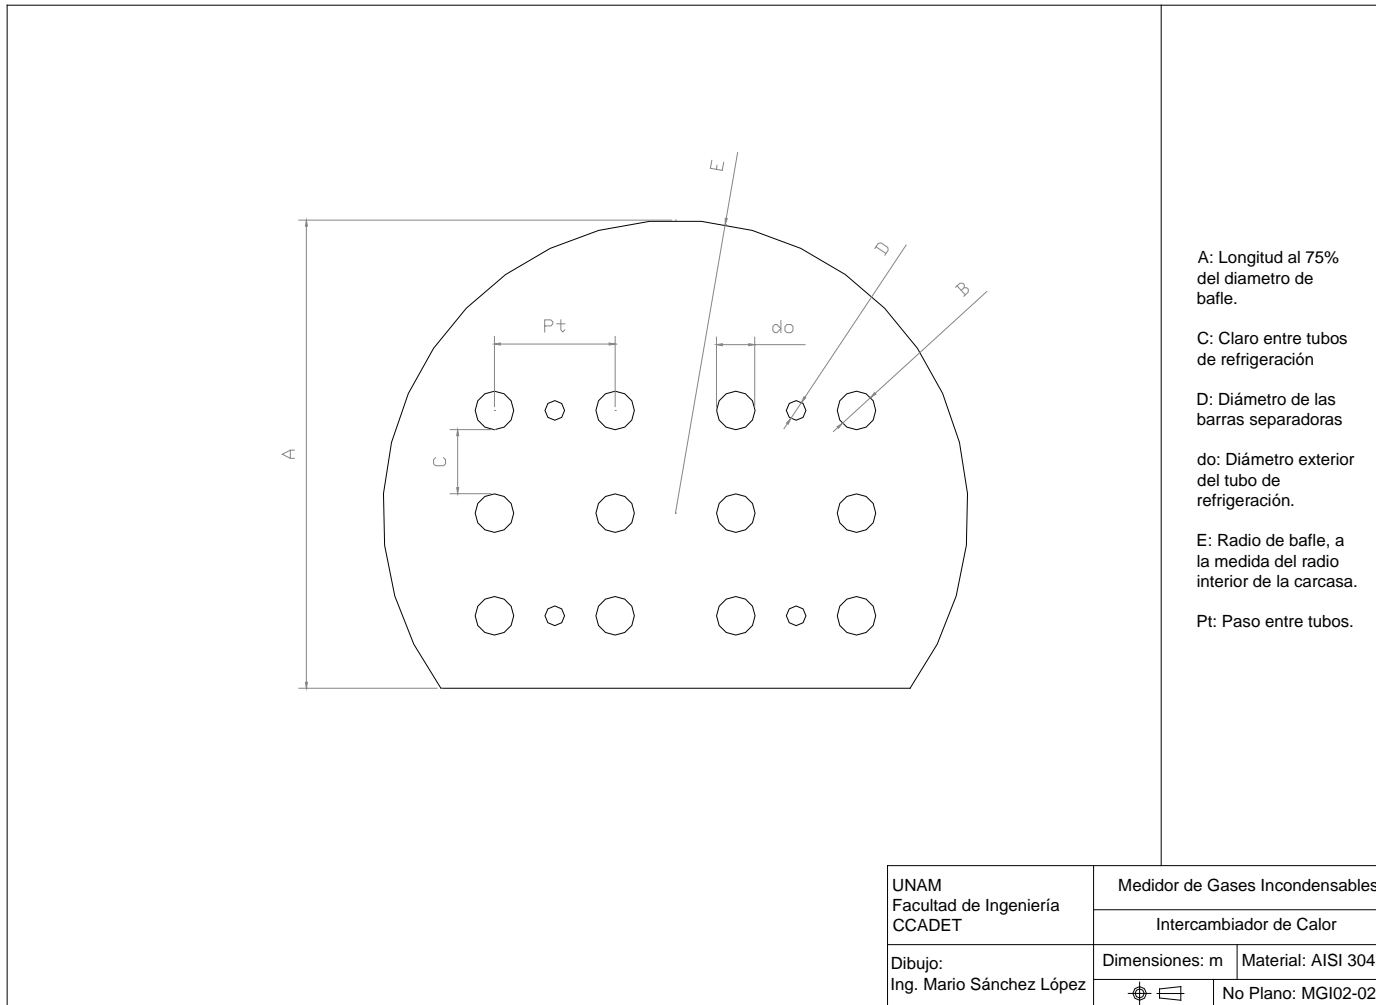 E
D
B
Pt
do
A
C
A: Longitud al 75%
del diametro de
bafle.
C: Claro entre tubos
de refrigeración
D: Diámetro de las
barras separadoras
do: Diámetro exterior
del tubo de
refrigeración.
E: Radio de bafle, a
la medida del radio
interior de la carcasa.
Pt: Paso entre tubos.
UNAM
Facultad de Ingeniería
CCADET
Medidor de Gases Incondensables
Intercambiador de Calor
Dibujo:
Ing. Mario Sánchez López
Dimensiones: m
Material: AISI 304
No Plano: MGI02-02